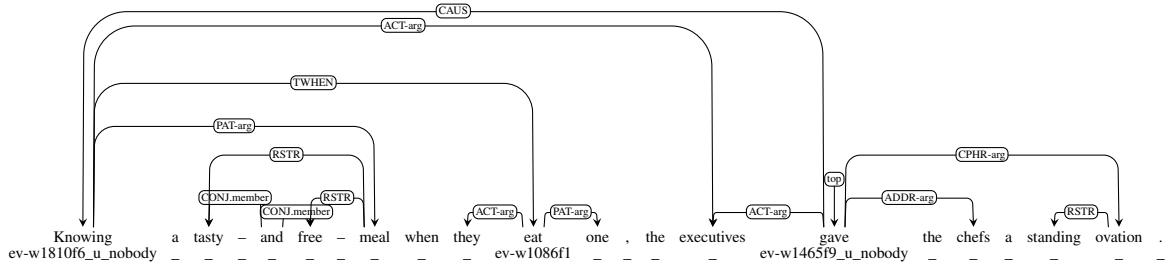 CAUS
ACT-arg
TWHEN
PAT-arg
RSTR CPHR-arg
top
CONJ.member RSTR ADDR-arg
CONJ.member ACT-arg PAT-arg ACT-arg RSTR
Knowing a tasty – and free – meal when they eat one , the executives gave the chefs a standing ovation .
ev-w1810f6_u_nobody _ _ _ _ _ _ _ _ _ ev-w1086f1 _ _ _ _ ev-w1465f9_u_nobody _ _ _ _ _ _